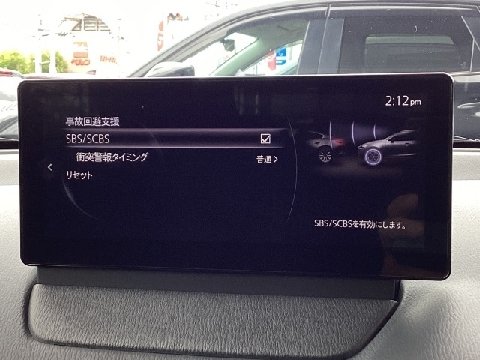 2:12pm
事故回避支援
SBS/SCBS
衝突警報タイミング 普通
リセット
SBS/SCBSを有効にします。